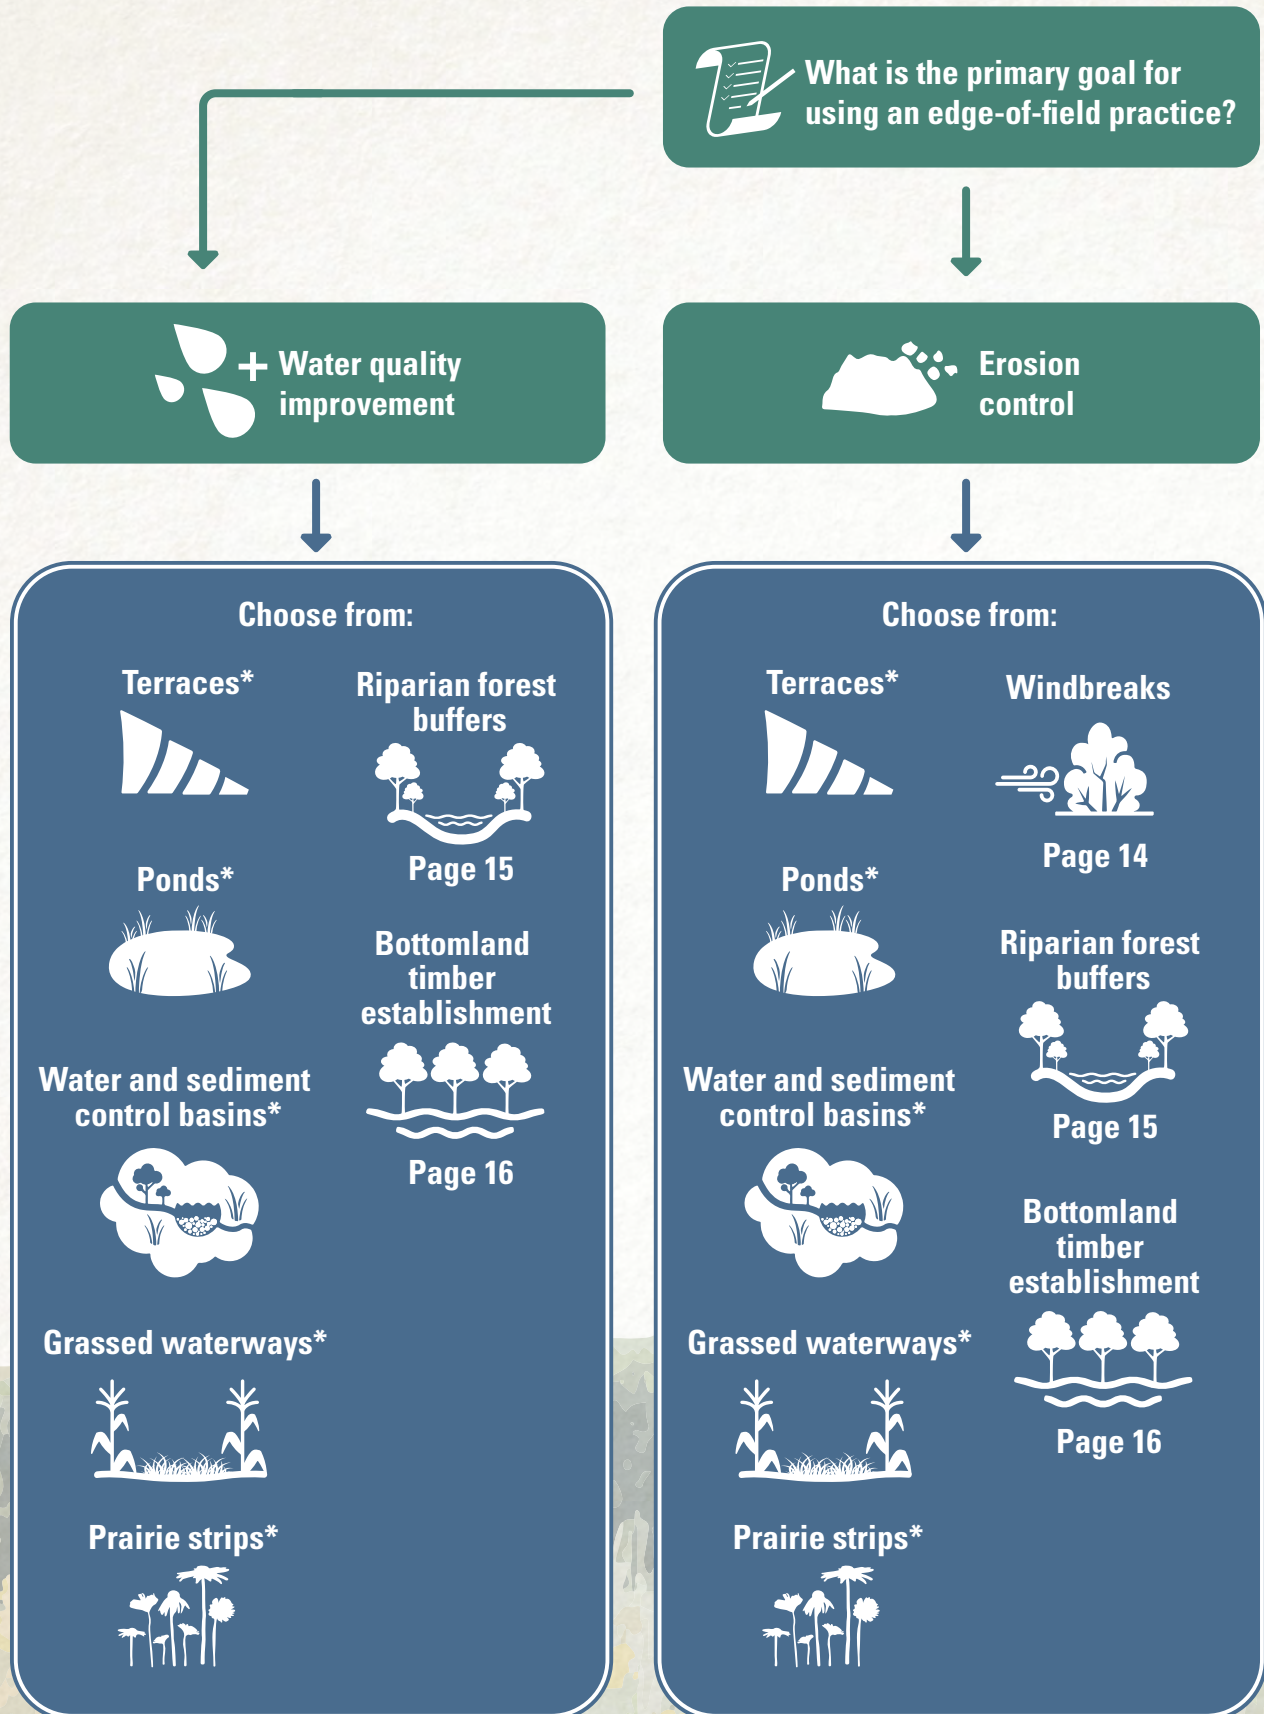 What is the primary goal for
using an edge-of-field practice?
+ Water quality
improvement
Erosion
control
Choose from:
Terraces*
Ponds*
Water and sediment
control basins*
Grassed waterways*
Prairie strips*
Riparian forest
buffers
Page 15
Bottomland
timber
establishment
Page 16
Choose from:
Terraces*
Ponds*
Water and sediment
control basins*
Grassed waterways*
Prairie strips*
Windbreaks
Page 14
Riparian forest
buffers
Page 15
Bottomland
timber
establishment
Page 16